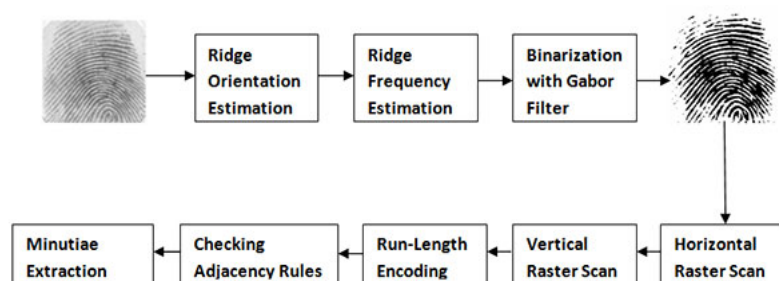 Ridge
Orientation
Estimation
Ridge
Frequency
Estimation
Binarization
with Gabor
Filter
Minutiae
Extraction
Checking
Adjacency Rules
Run-Length
Encoding
Vertical
Raster Scan
Horizontal
Raster Scan